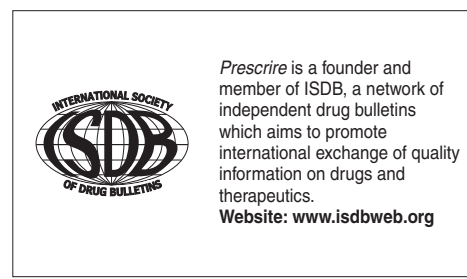 INTERNATIONAL SOCIETY
ISDB
OF DRUG BULLETINS
Prescrire is a founder and
member of ISDB, a network of
independent drug bulletins
which aims to promote
international exchange of quality
information on drugs and
therapeutics.
Website: www.isdbweb.org